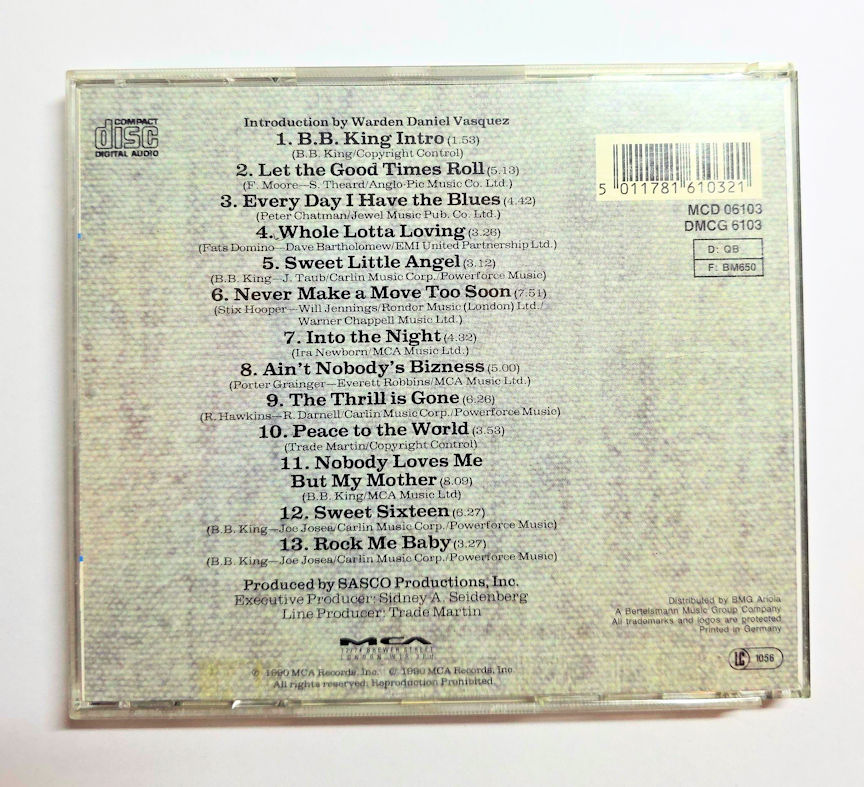 COMPACT
disc
DIGITAL AUDIO
Introduction by Warden Daniel Vasquez
1. B.B. King Intro (1.53)
(B.B. King/Copyright Control)
2. Let the Good Times Roll (5.13)
(F. Moore—S. Theard/Anglo-Pic Music Co. Ltd.)
3. Every Day I Have the Blues (4.42)
(Peter Chatman/Jewel Music Pub. Co. Ltd.)
4. Whole Lotta Loving (3.26)
(Fats Domino—Dave Bartholomew/EMI United Partnership Ltd.)
5. Sweet Little Angel (3.12)
(B.B. King—J. Taub/Carlin Music Corp./Powerforce Music)
6. Never Make a Move Too Soon (7.51)
(Stix Hooper—Will Jennings/Rondor Music (London) Ltd./
Warner Chappell Music Ltd.)
7. Into the Night (4.32)
(Ira Newborn/MCA Music Ltd.)
8. Ain't Nobody's Bizness (5.00)
(Porter Grainger—Everett Robbins/MCA Music Ltd.)
9. The Thrill is Gone (6.26)
(R. Hawkins—R. Darnell/Carlin Music Corp./Powerforce Music)
10. Peace to the World (3.53)
(Trade Martin/Copyright Control)
11. Nobody Loves Me
But My Mother (8.09)
(B.B. King/MCA Music Ltd)
12. Sweet Sixteen (6.27)
(B.B. King—Joe Josea/Carlin Music Corp./Powerforce Music)
13. Rock Me Baby (3.27)
(B.B. King—Joe Josea/Carlin Music Corp./Powerforce Music)
Produced by SASCO Productions, Inc.
Executive Producer: Sidney A. Seidenberg
Line Producer: Trade Martin
MCA
BREWER STREET
LONDON
℗ 1990 MCA Records, Inc. © 1990 MCA Records, Inc.
All rights reserved. Reproduction Prohibited.
5 011781 610321
MCD 06103
DMCG 6103
D: QB
F: BM650
Distributed by BMG Ariola
A Bertelsmann Music Group Company
All trademarks and logos are protected
Printed in Germany
LC 1056